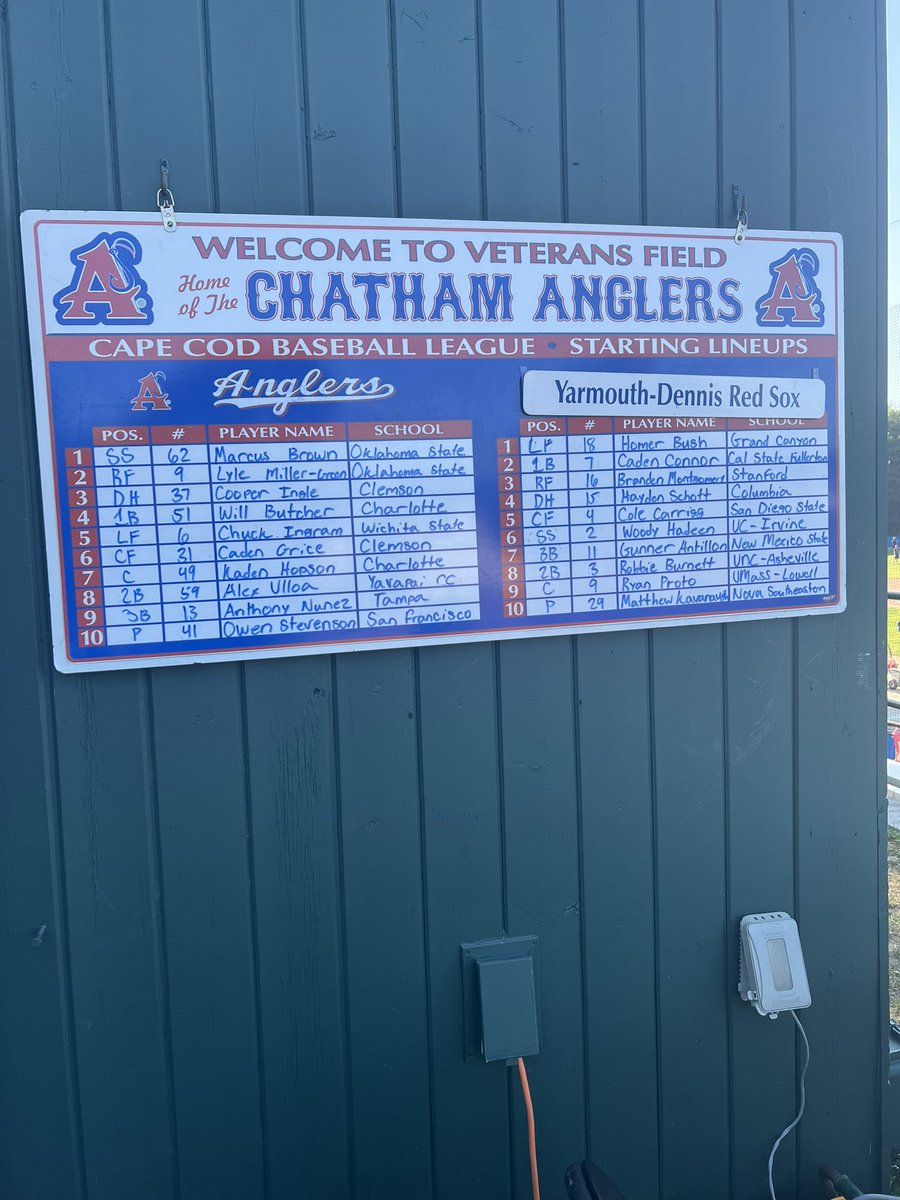 WELCOME TO VETERANS FIELD
Home of The CHATHAM ANGLERS
CAPE COD BASEBALL LEAGUE • STARTING LINEUPS
A Anglers
POS. # PLAYER NAME SCHOOL
1 SS 62 Marcus Brown Oklahoma State
2 RF 9 Lyle Miller-Green Oklahoma State
3 DH 37 Cooper Ingle Clemson
4 1B 51 Will Butcher Charlotte
5 LF 6 Chuck Ingram Wichita State
6 CF 31 Caden Grice Clemson
7 C 49 Kaden Hopson Charlotte
8 2B 59 Alex Ulloa Yavapai CC
9 3B 13 Anthony Nunez Tampa
10 P 41 Owen Stevenson San Francisco
Yarmouth-Dennis Red Sox
POS. # PLAYER NAME SCHOOL
1 LF 18 Homer Bush Grand Canyon
2 1B 7 Caden Connor Cal State Fullerton
3 RF 16 Branden Montgomery Stanford
4 DH 15 Hayden Schott Columbia
5 CF 4 Cole Carrigg San Diego State
6 SS 2 Woody Hadeen UC-Irvine
7 3B 11 Gunner Antillon New Mexico State
8 2B 3 Robbie Burnett UNC-Asheville
9 C 9 Ryan Proto UMass-Lowell
10 P 29 Matthew Kavanaugh Nova Southeastern